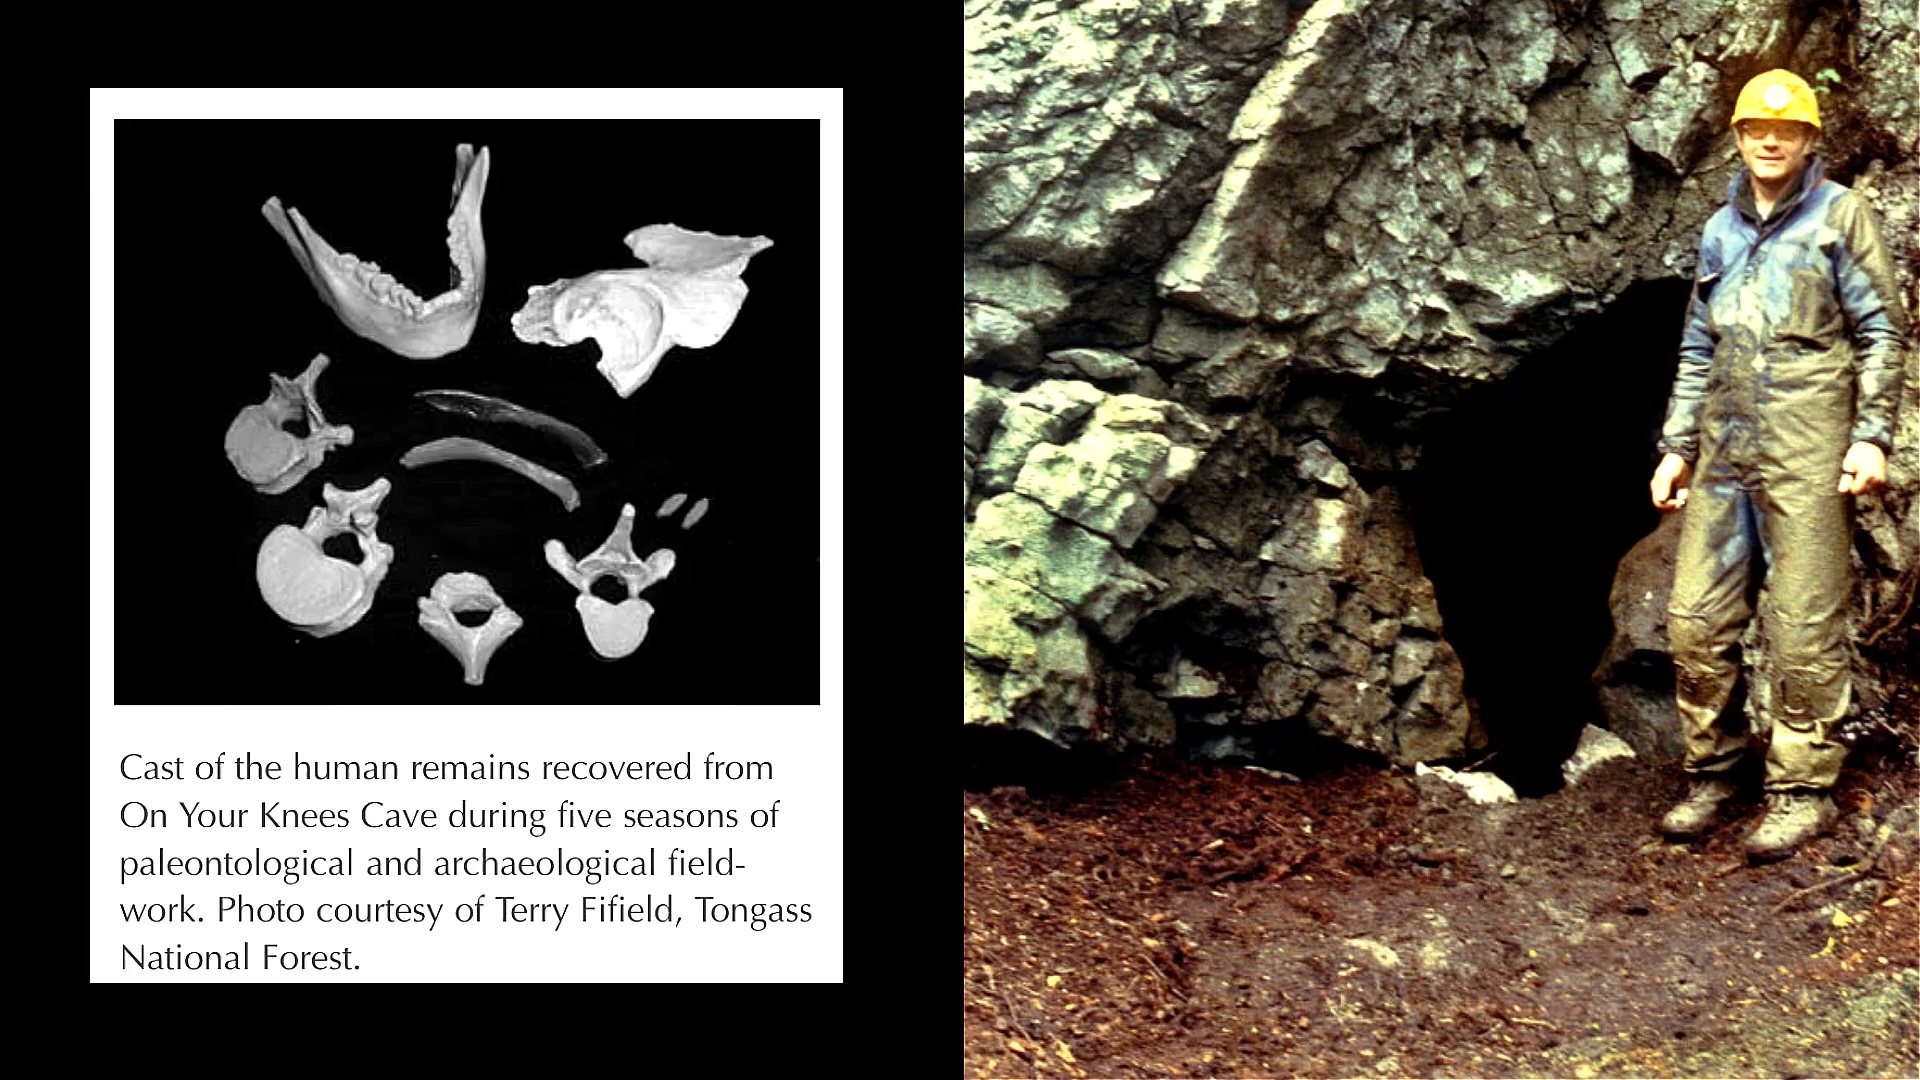 Cast of the human remains recovered from
On Your Knees Cave during five seasons of
paleontological and archaeological field-
work. Photo courtesy of Terry Fifield, Tongass
National Forest.